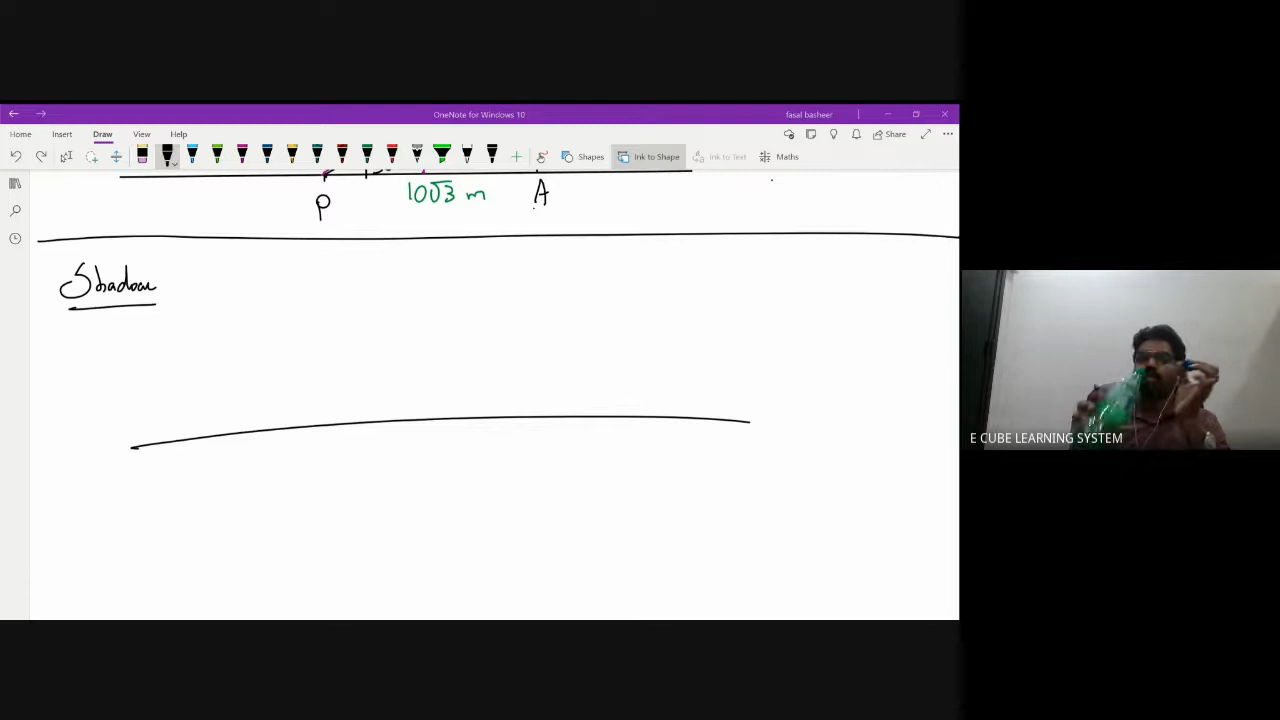 OneNote for Windows 10
fasal basheer
Home Insert Draw View Help
Share
Shapes Ink to Shape Ink to Text Maths
10√3 m
P A
Shadow
E CUBE LEARNING SYSTEM